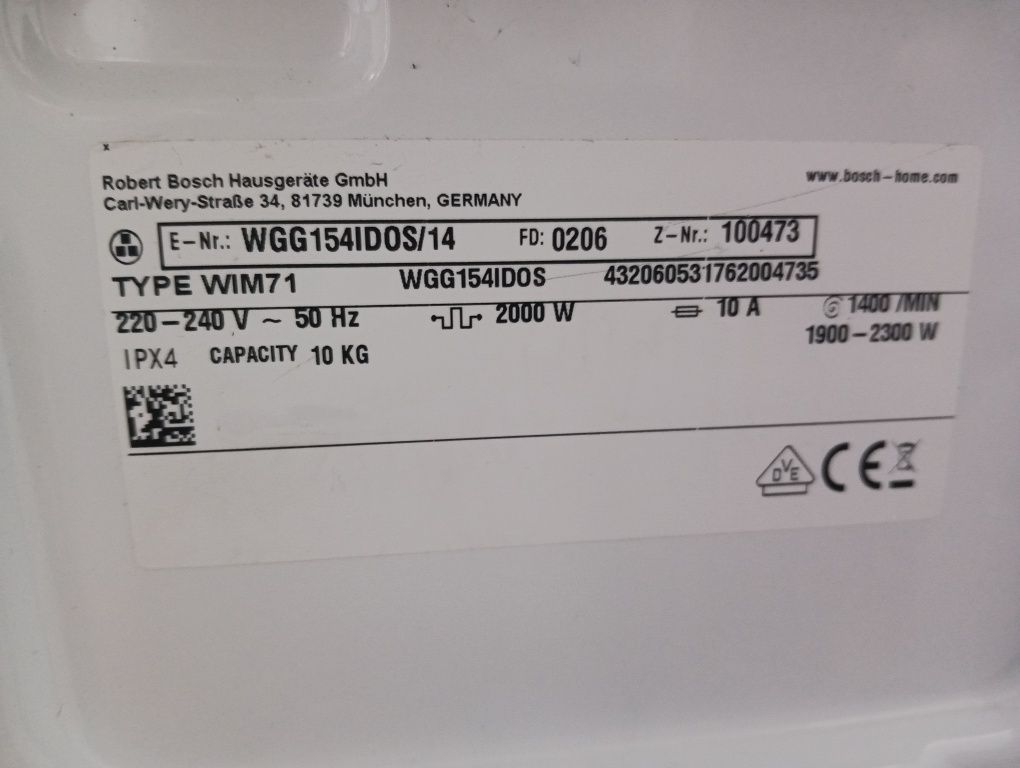 x
Robert Bosch Hausgeräte GmbH www.bosch-home.com
Carl-Wery-Straße 34, 81739 München, GERMANY
E-Nr.: WGG154IDOS/14 FD: 0206 Z-Nr.: 100473
TYPE WIM71 WGG154IDOS 432060531762004735
220-240 V ~ 50 Hz 2000 W 10 A 1400 /MIN
1900-2300 W
IPX4 CAPACITY 10 KG
DVE CE